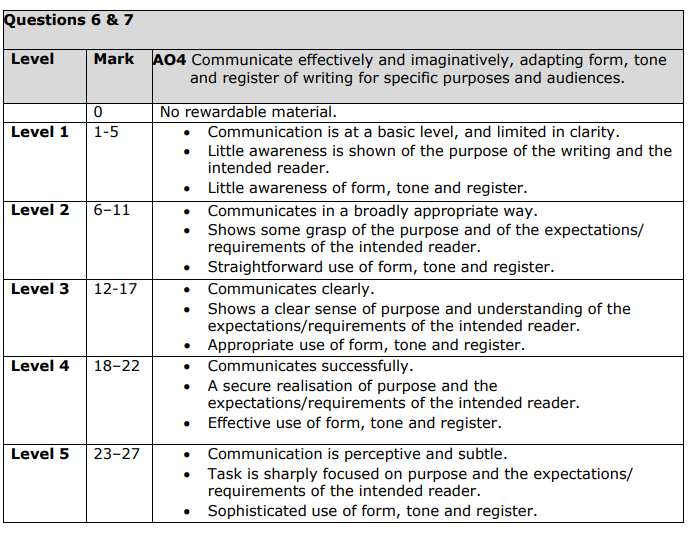 Questions 6 & 7
Level Mark AO4 Communicate effectively and imaginatively, adapting form, tone
and register of writing for specific purposes and audiences.
0 No rewardable material.
Level 1 1-5 • Communication is at a basic level, and limited in clarity.
• Little awareness is shown of the purpose of the writing and the
intended reader.
• Little awareness of form, tone and register.
Level 2 6–11 • Communicates in a broadly appropriate way.
• Shows some grasp of the purpose and of the expectations/
requirements of the intended reader.
• Straightforward use of form, tone and register.
Level 3 12-17 • Communicates clearly.
• Shows a clear sense of purpose and understanding of the
expectations/requirements of the intended reader.
• Appropriate use of form, tone and register.
Level 4 18–22 • Communicates successfully.
• A secure realisation of purpose and the
expectations/requirements of the intended reader.
• Effective use of form, tone and register.
Level 5 23–27 • Communication is perceptive and subtle.
• Task is sharply focused on purpose and the expectations/
requirements of the intended reader.
• Sophisticated use of form, tone and register.